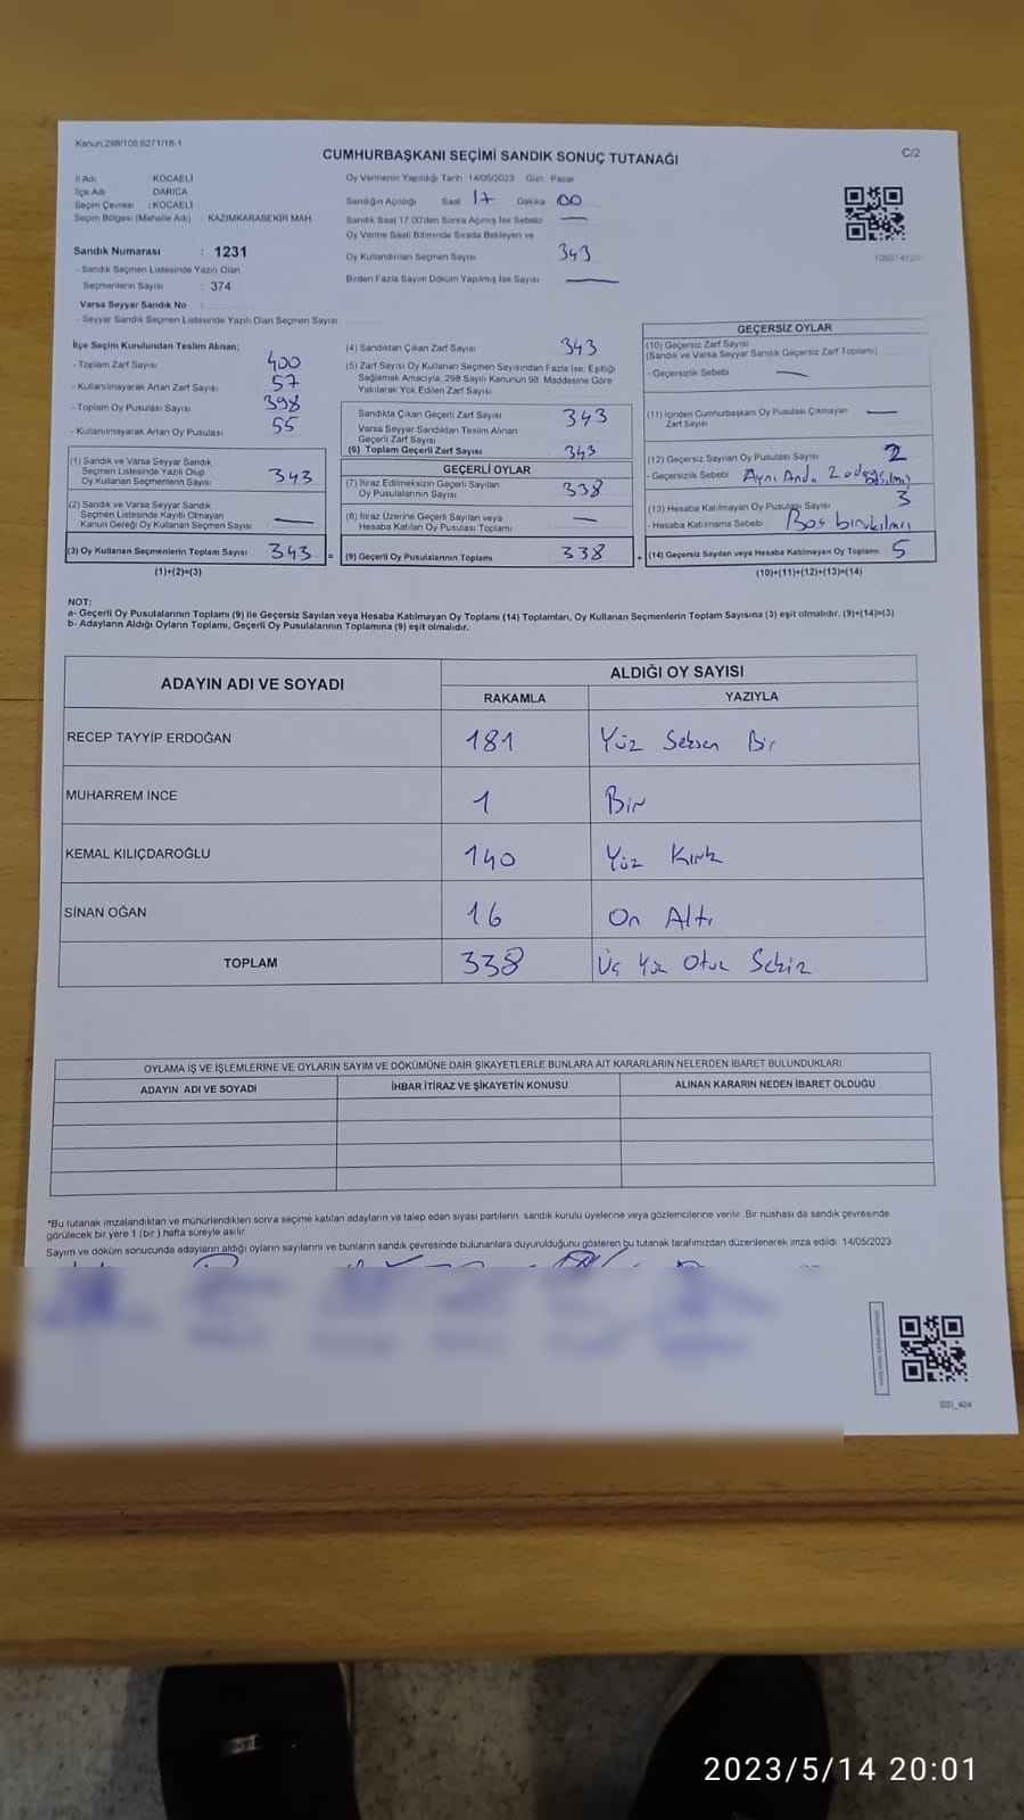 Kanun:298/105,6271/18-1
CUMHURBAŞKANI SEÇİMİ SANDIK SONUÇ TUTANAĞI
C/2
İl Adı : KOCAELİ
İlçe Adı : DARICA
Seçim Çevresi : KOCAELİ
Seçim Bölgesi (Mahalle Adı) : KAZIMKARABEKİR MAH.
Sandık Numarası : 1231
- Sandık Seçmen Listesinde Yazılı Olan
Seçmenlerin Sayısı : 374
Varsa Seyyar Sandık No :
- Seyyar Sandık Seçmen Listesinde Yazılı Olan Seçmen Sayısı
Oy Vermenin Yapıldığı Tarih: 14/05/2023 Gün: Pazar
Sandığın Açıldığı Saat 17 Dakika 00
Sandık Saat 17.00'den Sonra Açılmış İse Sebebi —
Oy Verme Saati Bitiminde Sırada Bekleyen ve
Oy Kullandırılan Seçmen Sayısı 343
Birden Fazla Sayım Döküm Yapılmış İse Sayısı —
İlçe Seçim Kurulundan Teslim Alınan;
- Toplam Zarf Sayısı 400
- Kullanılmayarak Artan Zarf Sayısı 57
- Toplam Oy Pusulası Sayısı 398
- Kullanılmayarak Artan Oy Pusulası 55
(1) Sandık ve Varsa Seyyar Sandık
Seçmen Listesinde Yazılı Olup
Oy Kullanan Seçmenlerin Sayısı 343
(2) Sandık ve Varsa Seyyar Sandık
Seçmen Listesinde Kayıtlı Olmayan
Kanun Gereği Oy Kullanan Seçmen Sayısı —
(3) Oy Kullanan Seçmenlerin Toplam Sayısı 343 =
(1)+(2)=(3)
(4) Sandıktan Çıkan Zarf Sayısı 343
(5) Zarf Sayısı Oy Kullanan Seçmen Sayısından Fazla İse; Eşitliği
Sağlamak Amacıyla, 298 Sayılı Kanunun 98. Maddesine Göre
Yakılarak Yok Edilen Zarf Sayısı
Sandıkta Çıkan Geçerli Zarf Sayısı 343
Varsa Seyyar Sandıktan Teslim Alınan
Geçerli Zarf Sayısı
(6) Toplam Geçerli Zarf Sayısı 343
GEÇERLİ OYLAR
(7) İtiraz Edilmeksizin Geçerli Sayılan
Oy Pusulalarının Sayısı 338
(8) İtiraz Üzerine Geçerli Sayılan veya
Hesaba Katılan Oy Pusulası Toplamı —
(9) Geçerli Oy Pusulalarının Toplamı 338 +
GEÇERSİZ OYLAR
(10) Geçersiz Zarf Sayısı
(Sandık ve Varsa Seyyar Sandık Geçersiz Zarf Toplamı)
- Geçersizlik Sebebi —
(11) İçinden Cumhurbaşkanı Oy Pusulası Çıkmayan
Zarf Sayısı —
(12) Geçersiz Sayılan Oy Pusulası Sayısı 2
- Geçersizlik Sebebi Aynı Anda 2
(13) Hesaba Katılmayan Oy Pusulası Sayısı 3
- Hesaba Katılmama Sebebi Boş bırakılmış
(14) Geçersiz Sayılan veya Hesaba Katılmayan Oy Toplamı 5
(10)+(11)+(12)+(13)=(14)
NOT:
a- Geçerli Oy Pusulalarının Toplamı (9) ile Geçersiz Sayılan veya Hesaba Katılmayan Oy Toplamı (14) Toplamları, Oy Kullanan Seçmenlerin Toplam Sayısına (3) eşit olmalıdır. (9)+(14)=(3)
b- Adayların Aldığı Oyların Toplamı, Geçerli Oy Pusulalarının Toplamına (9) eşit olmalıdır.
ADAYIN ADI VE SOYADI
ALDIĞI OY SAYISI
RAKAMLA YAZIYLA
RECEP TAYYİP ERDOĞAN 181 Yüz Seksen Bir
MUHARREM İNCE 1 Bir
KEMAL KILIÇDAROĞLU 140 Yüz Kırk
SİNAN OĞAN 16 On Altı
TOPLAM 338 Üç Yüz Otuz Sekiz
OYLAMA İŞ VE İŞLEMLERİNE VE OYLARIN SAYIM VE DÖKÜMÜNE DAİR ŞİKAYETLERLE BUNLARA AİT KARARLARIN NELERDEN İBARET BULUNDUKLARI
ADAYIN ADI VE SOYADI İHBAR İTİRAZ VE ŞİKAYETİN KONUSU ALINAN KARARIN NEDEN İBARET OLDUĞU
*Bu tutanak imzalandıktan ve mühürlendikten sonra seçime katılan adayların ve talep eden siyasi partilerin, sandık kurulu üyelerine veya gözlemcilerine verilir. Bir nüshası da sandık çevresinde
görülecek bir yere 1 (bir) hafta süreyle asılır.
Sayım ve döküm sonucunda adayların aldığı oyların sayılarını ve bunların sandık çevresinde bulunanlara duyurulduğunu gösteren bu tutanak tarafımızdan düzenlenerek imza edildi. 14/05/2023
2023/5/14 20:01